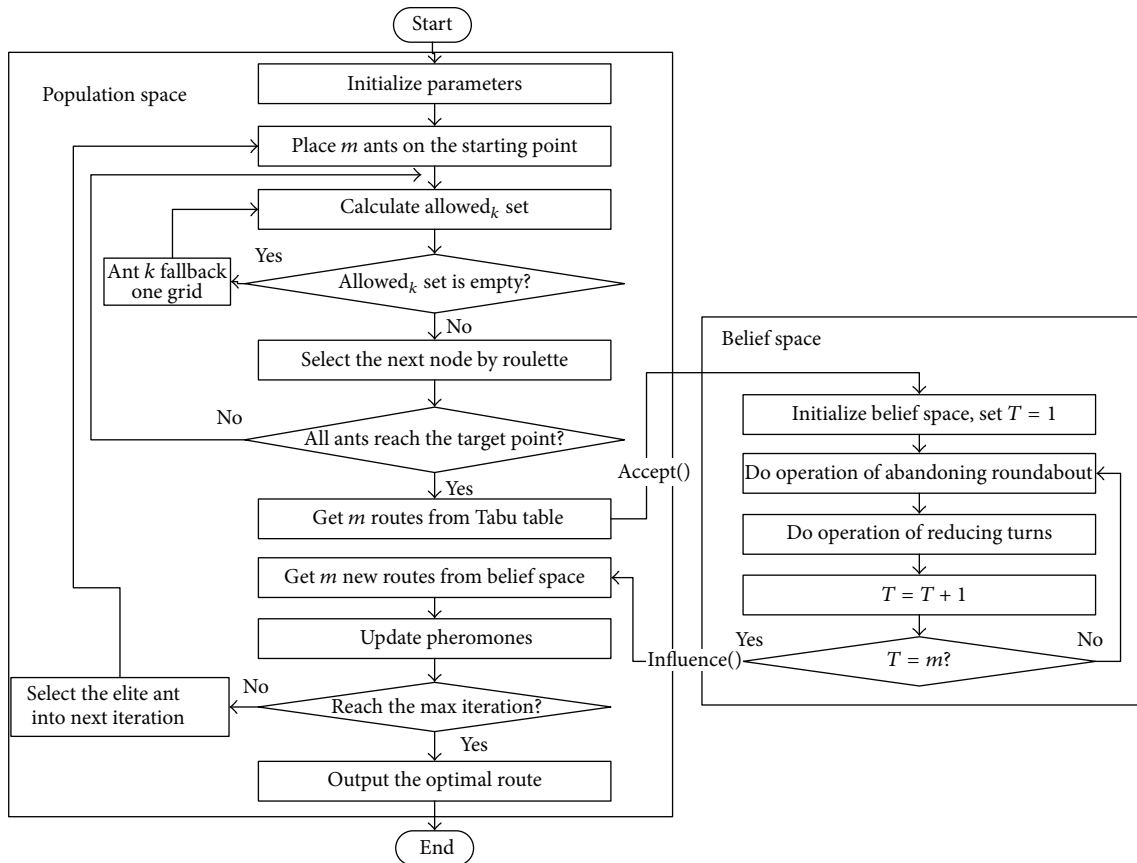 Start
Population space
Initialize parameters
Place m ants on the starting point
Calculate allowedₖ set
Yes
Ant k fallback
one grid
Allowedₖ set is empty?
No
Select the next node by roulette
No
All ants reach the target point?
Yes
Get m routes from Tabu table
Accept()
Belief space
Initialize belief space, set T = 1
Do operation of abandoning roundabout
Do operation of reducing turns
T = T + 1
Yes
No
T = m?
Influence()
Get m new routes from belief space
Update pheromones
No
Select the elite ant
into next iteration
Reach the max iteration?
Yes
Output the optimal route
End